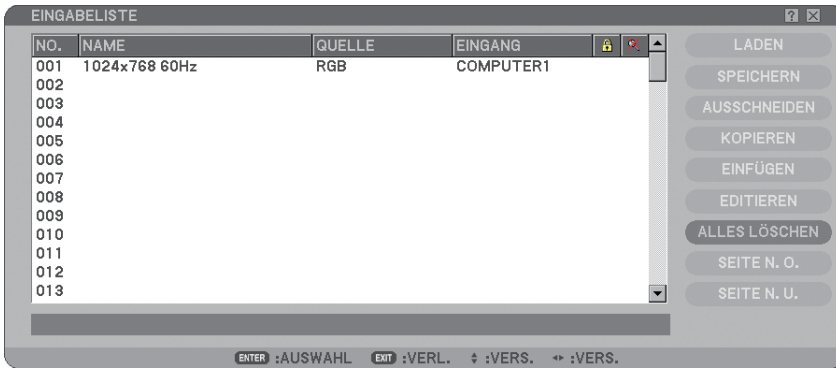 EINGABELISTE
NO. NAME QUELLE EINGANG
001 1024x768 60Hz RGB COMPUTER1
002
003
004
005
006
007
008
009
010
011
012
013
LADEN
SPEICHERN
AUSSCHNEIDEN
KOPIEREN
EINFÜGEN
EDITIEREN
ALLES LÖSCHEN
SEITE N. O.
SEITE N. U.
ENTER :AUSWAHL EXIT :VERL. :VERS. :VERS.